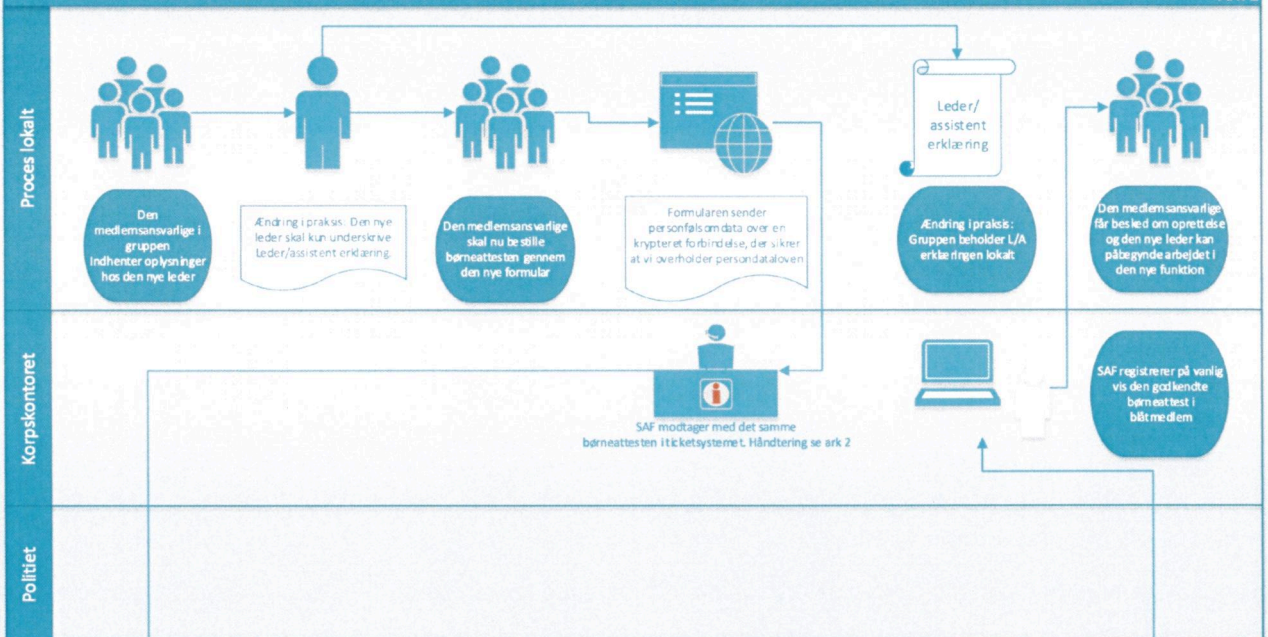 Proces lokalt
Leder/
assistent
erklæring
Den
medlemsansvarlige i
gruppen
Indhenter oplysninger
hos den nye leder
Ændring i praksis: Den nye
leder skal kun underskrive
Leder/assistent erklæring.
Den medlemsansvarlige
skal nu bestille
børneattesten gennem
den nye formular
Formularen sender
personfølsom data over en
krypteret forbindelse, der sikrer
at vi overholder persondataloven
Ændring i praksis:
Gruppen beholder L/A
erklæringen lokalt
Den medlemsansvarlige
får besked om oprettelse
og den nye leder kan
påbegynde arbejdet i
den nye funktion
Korpskontoret
SAF modtager med det samme
børneattesten i ticketsystemet. Håndtering se ark 2
SAF registrerer på vanlig
vis den godkendte
børneattest i
blåtmedlem
Politiet